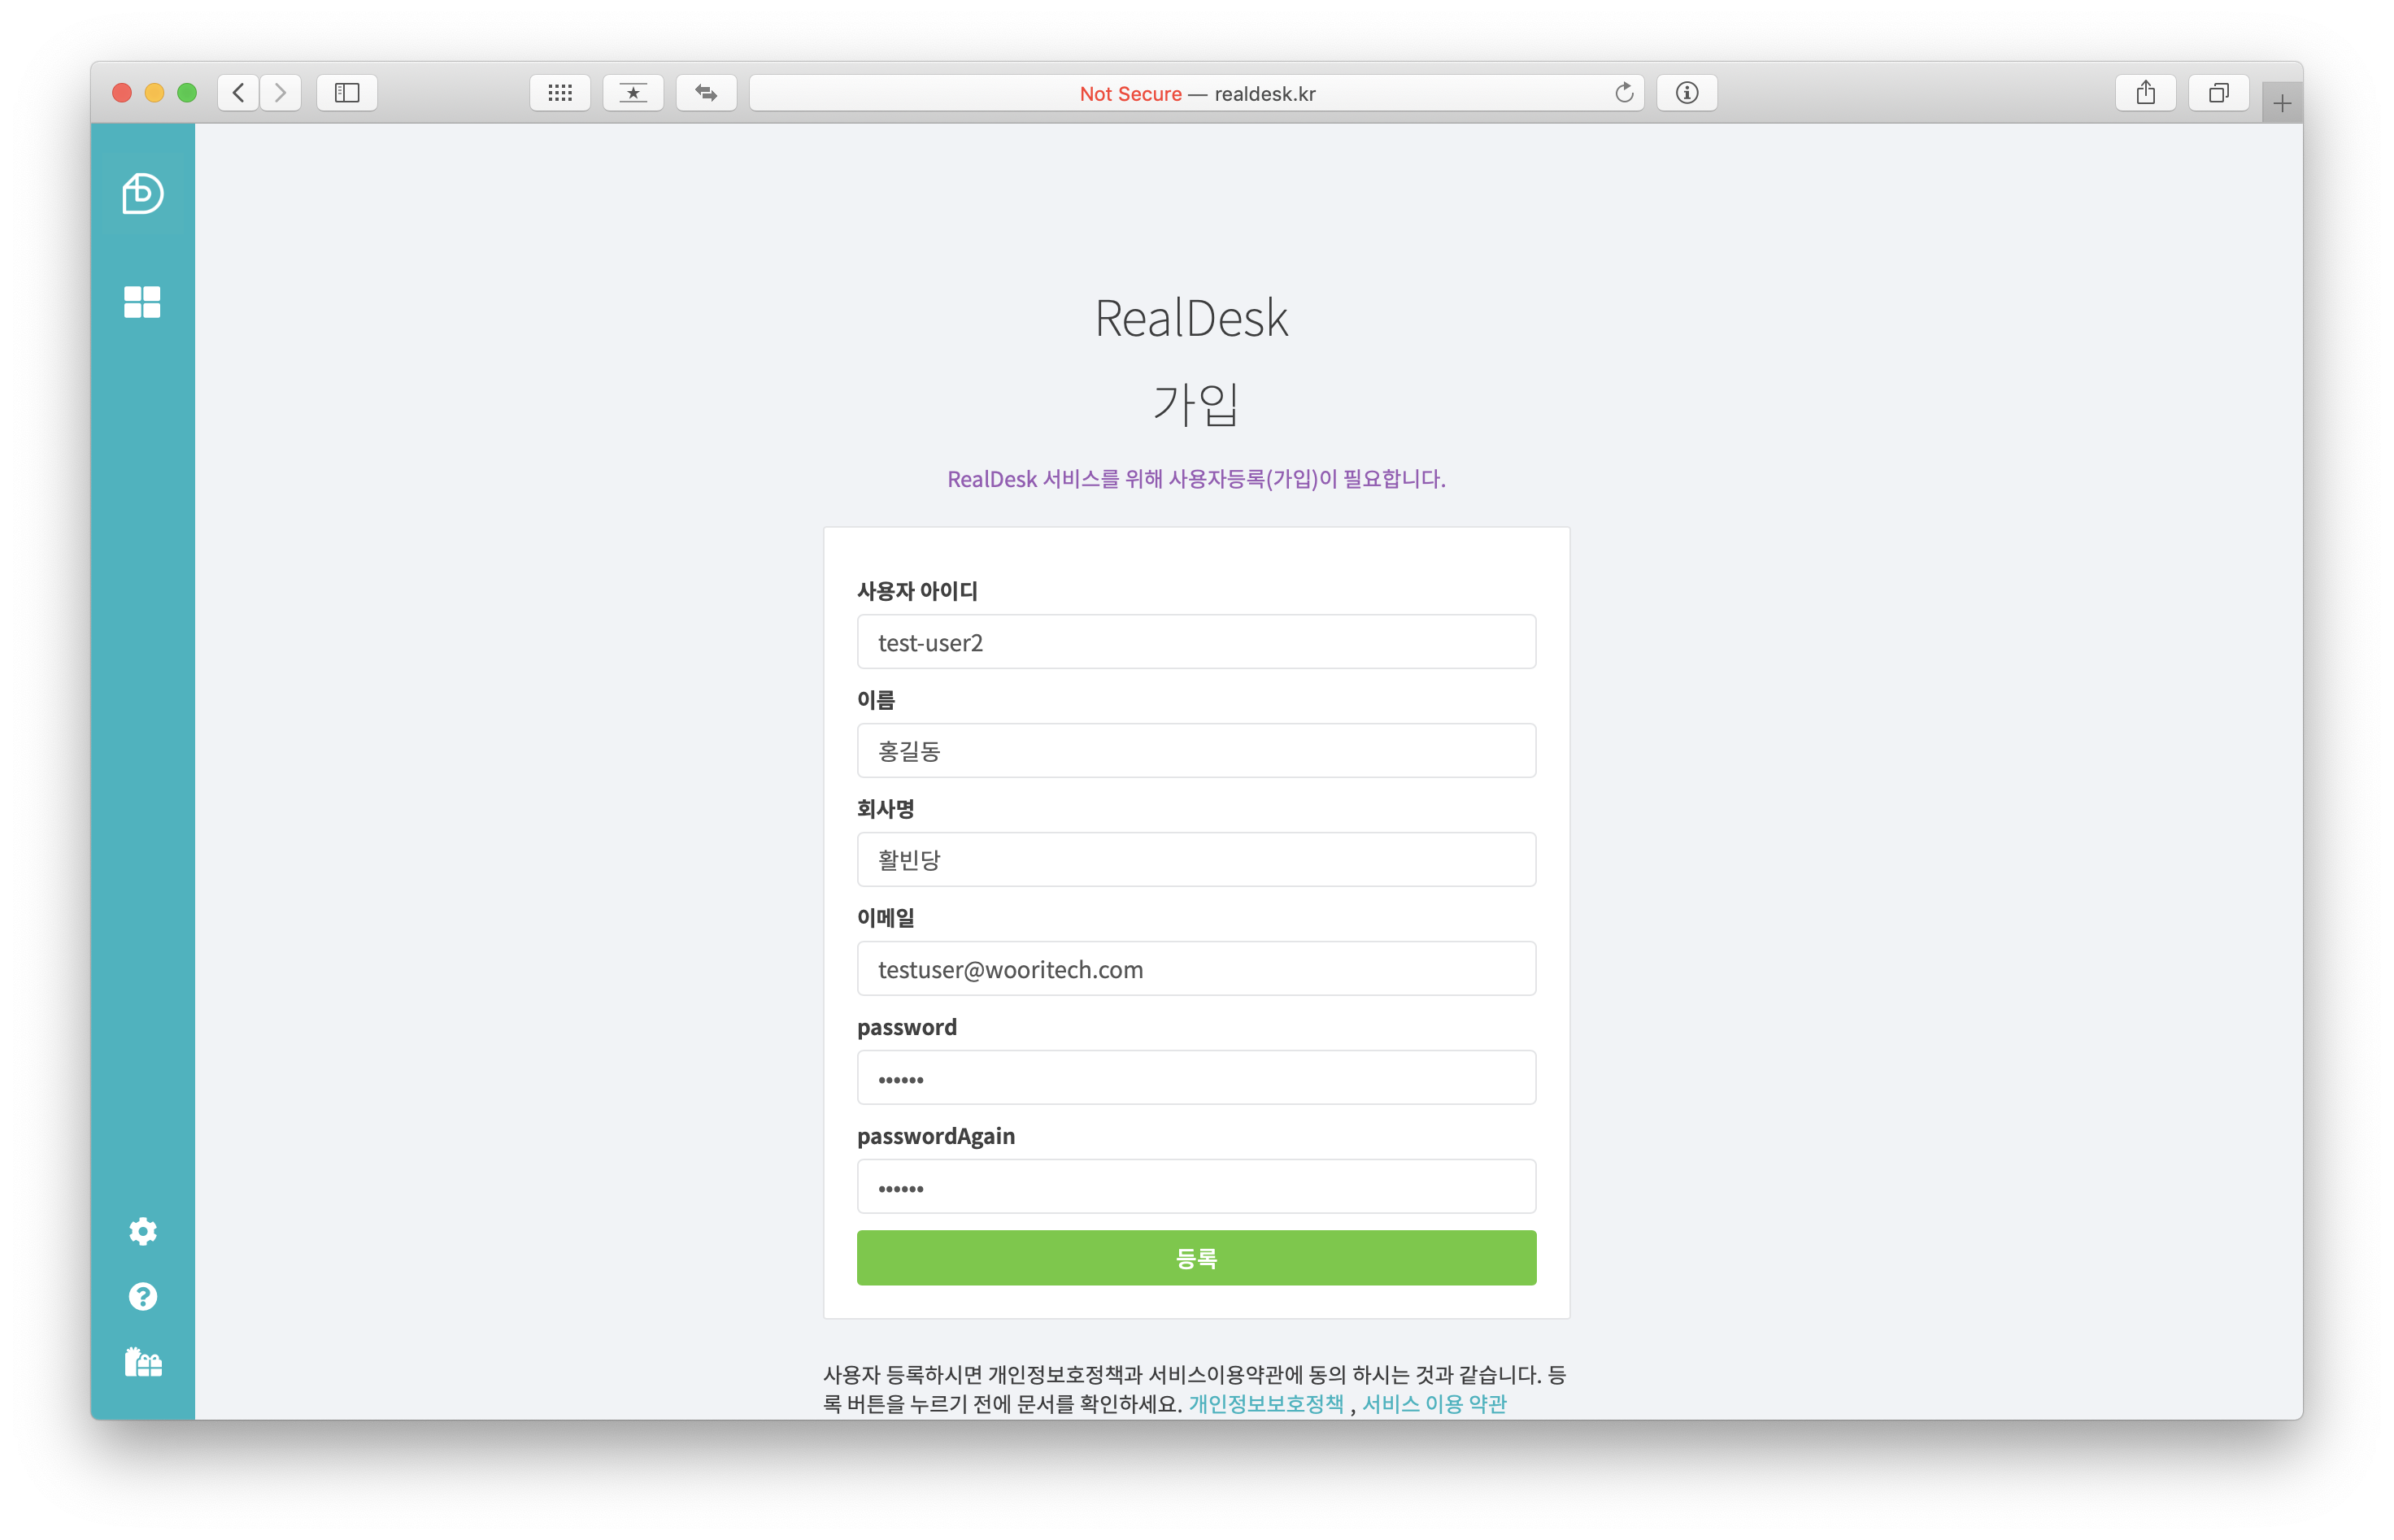 Not Secure — realdesk.kr
RealDesk
가입
RealDesk 서비스를 위해 사용자등록(가입)이 필요합니다.
사용자 아이디
test-user2
이름
홍길동
회사명
활빈당
이메일
testuser@wooritech.com
password
••••••
passwordAgain
••••••
등록
사용자 등록하시면 개인정보호정책과 서비스이용약관에 동의 하시는 것과 같습니다. 등
록 버튼을 누르기 전에 문서를 확인하세요. 개인정보보호정책 , 서비스 이용 약관